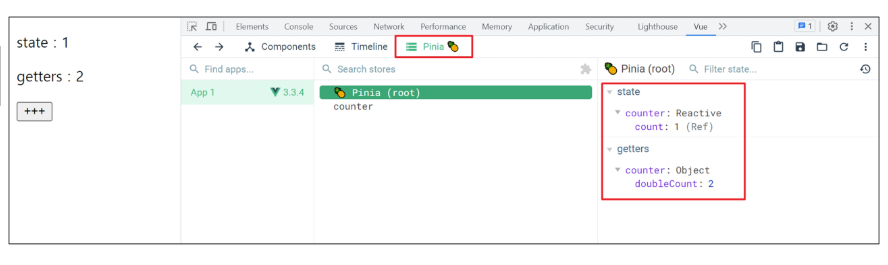 state : 1
getters : 2
+++
Elements Console Sources Network Performance Memory Application Security Lighthouse Vue >> 1
Components Timeline Pinia 🍍
Find apps... Search stores 🍍 Pinia (root) Filter state...
App 1 3.3.4
🍍 Pinia (root)
counter
state
counter: Reactive
count: 1 (Ref)
getters
counter: Object
doubleCount: 2